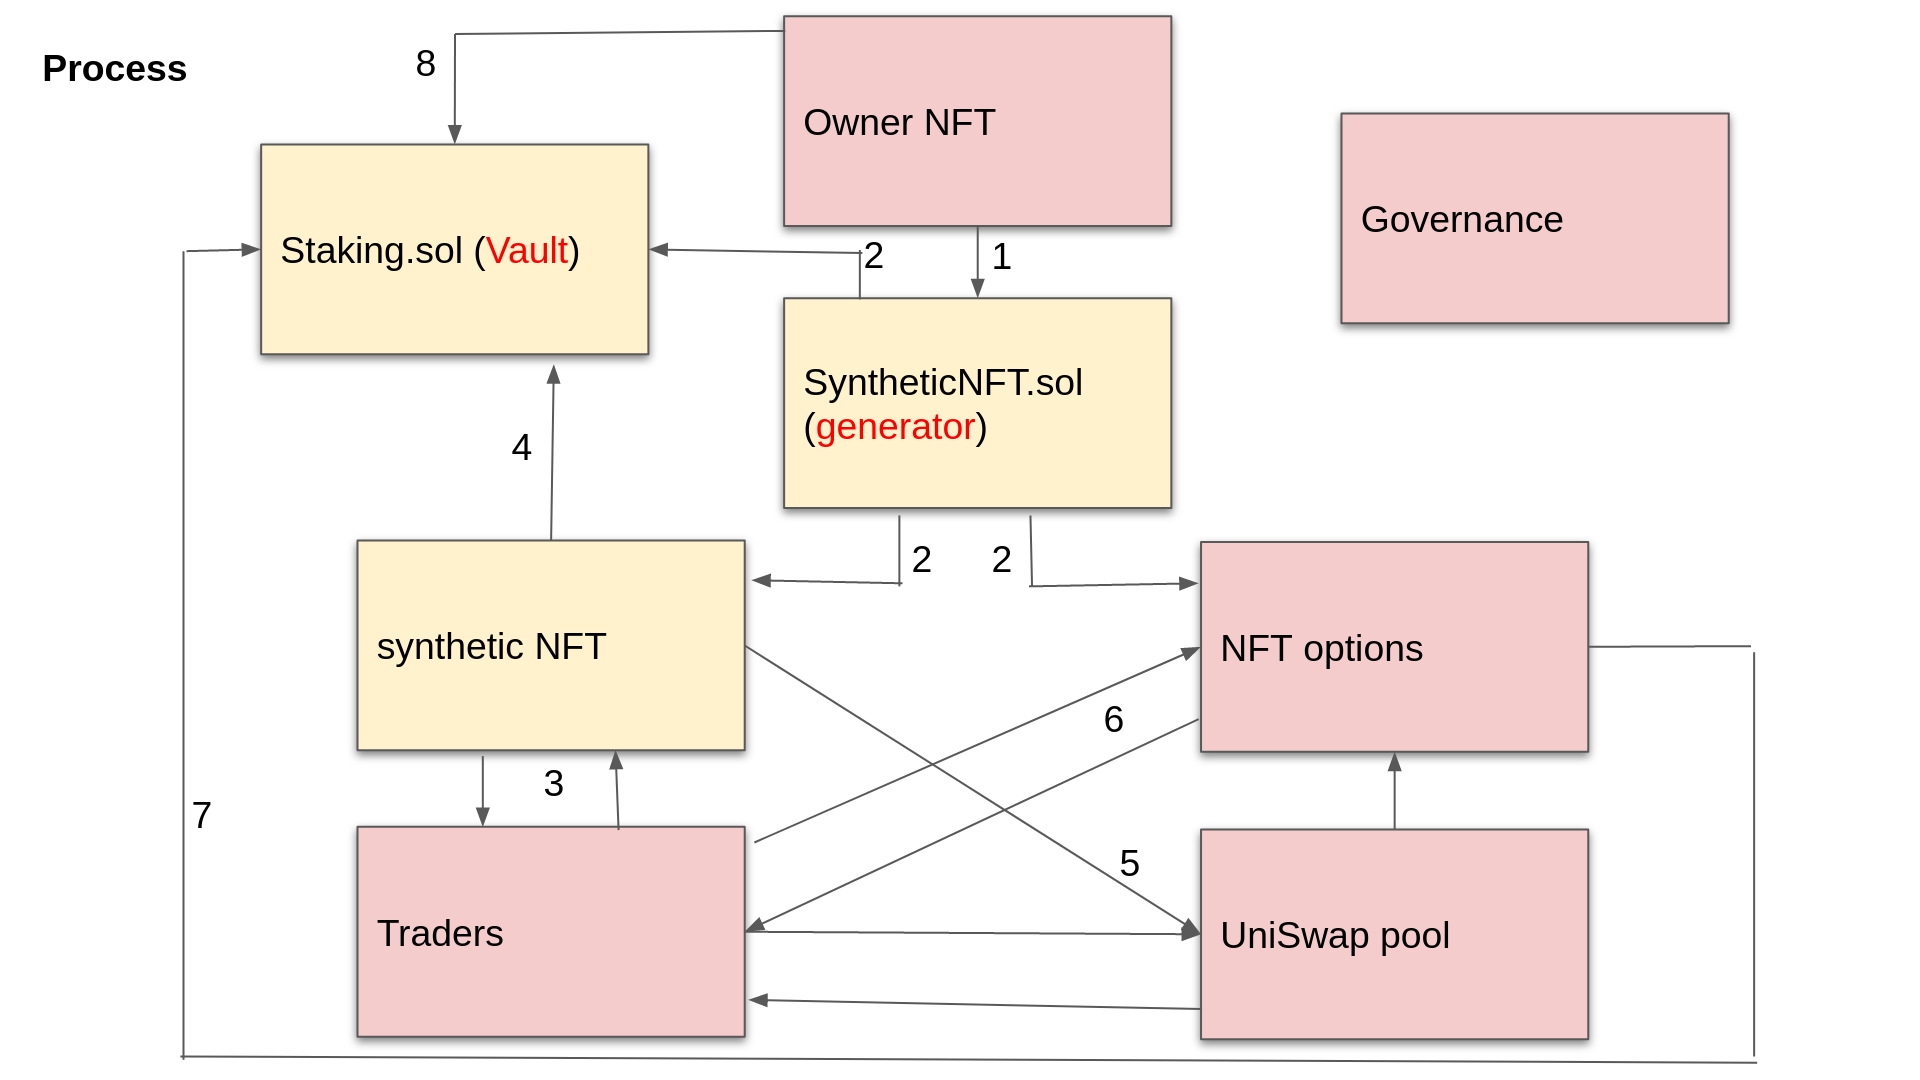 Process
8
Owner NFT
Governance
Staking.sol (Vault)
2
1
SyntheticNFT.sol
(generator)
4
2
2
synthetic NFT
NFT options
6
3
7
5
Traders
UniSwap pool